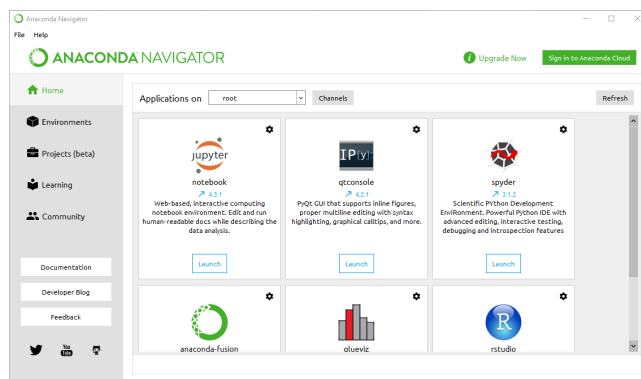 Anaconda Navigator
File Help
ANACONDA NAVIGATOR
Upgrade Now
Sign in to Anaconda Cloud
Home
Environments
Projects (beta)
Learning
Community
Documentation
Developer Blog
Feedback
You
Tube
Applications on root Channels Refresh
jupyter
notebook
4.3.1
Web-based, interactive computing
notebook environment. Edit and run
human-readable docs while describing the
data analysis.
Launch
IP[y]:
qtconsole
4.2.1
PyQt GUI that supports inline figures,
proper multiline editing with syntax
highlighting, graphical calltips, and more.
Launch
spyder
3.1.2
Scientific PYthon Development
EnviRonment. Powerful Python IDE with
advanced editing, interactive testing,
debugging and introspection features
Launch
anaconda-fusion
glueviz
R
rstudio